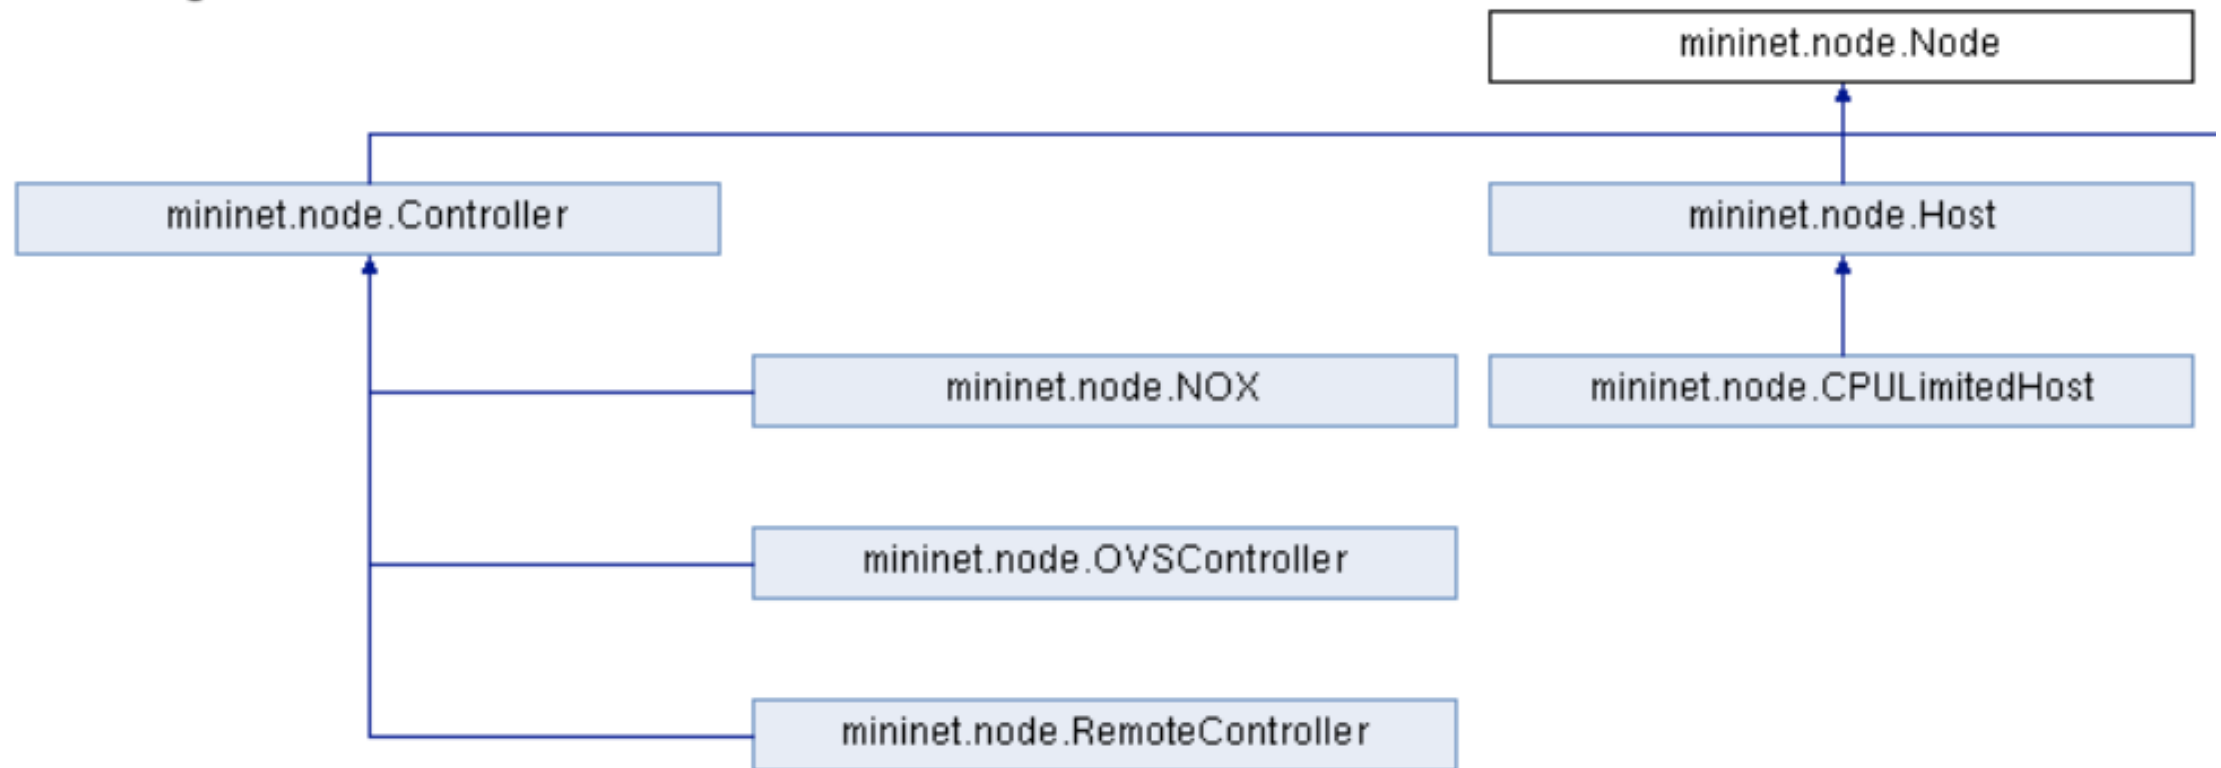 mininet.node.Node
mininet.node.Controller
mininet.node.Host
mininet.node.NOX
mininet.node.CPULimitedHost
mininet.node.OVSController
mininet.node.RemoteController